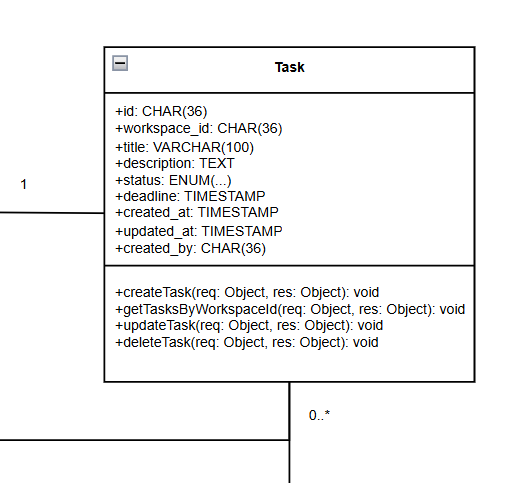 Task
+id: CHAR(36)
+workspace_id: CHAR(36)
+title: VARCHAR(100)
+description: TEXT
+status: ENUM(...)
+deadline: TIMESTAMP
+created_at: TIMESTAMP
+updated_at: TIMESTAMP
+created_by: CHAR(36)
1
+createTask(req: Object, res: Object): void
+getTasksByWorkspaceId(req: Object, res: Object): void
+updateTask(req: Object, res: Object): void
+deleteTask(req: Object, res: Object): void
0..*